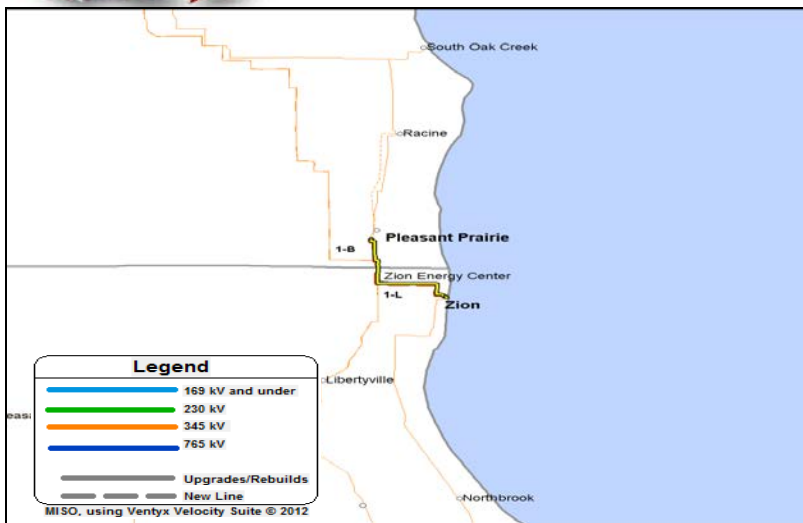 South Oak Creek
Racine
Pleasant Prairie
1-B
Zion Energy Center
1-L
Zion
Libertyville
Northbrook
Legend
169 kV and under
230 kV
345 kV
765 kV
Upgrades/Rebuilds
New Line
MISO, using Ventyx Velocity Suite © 2012